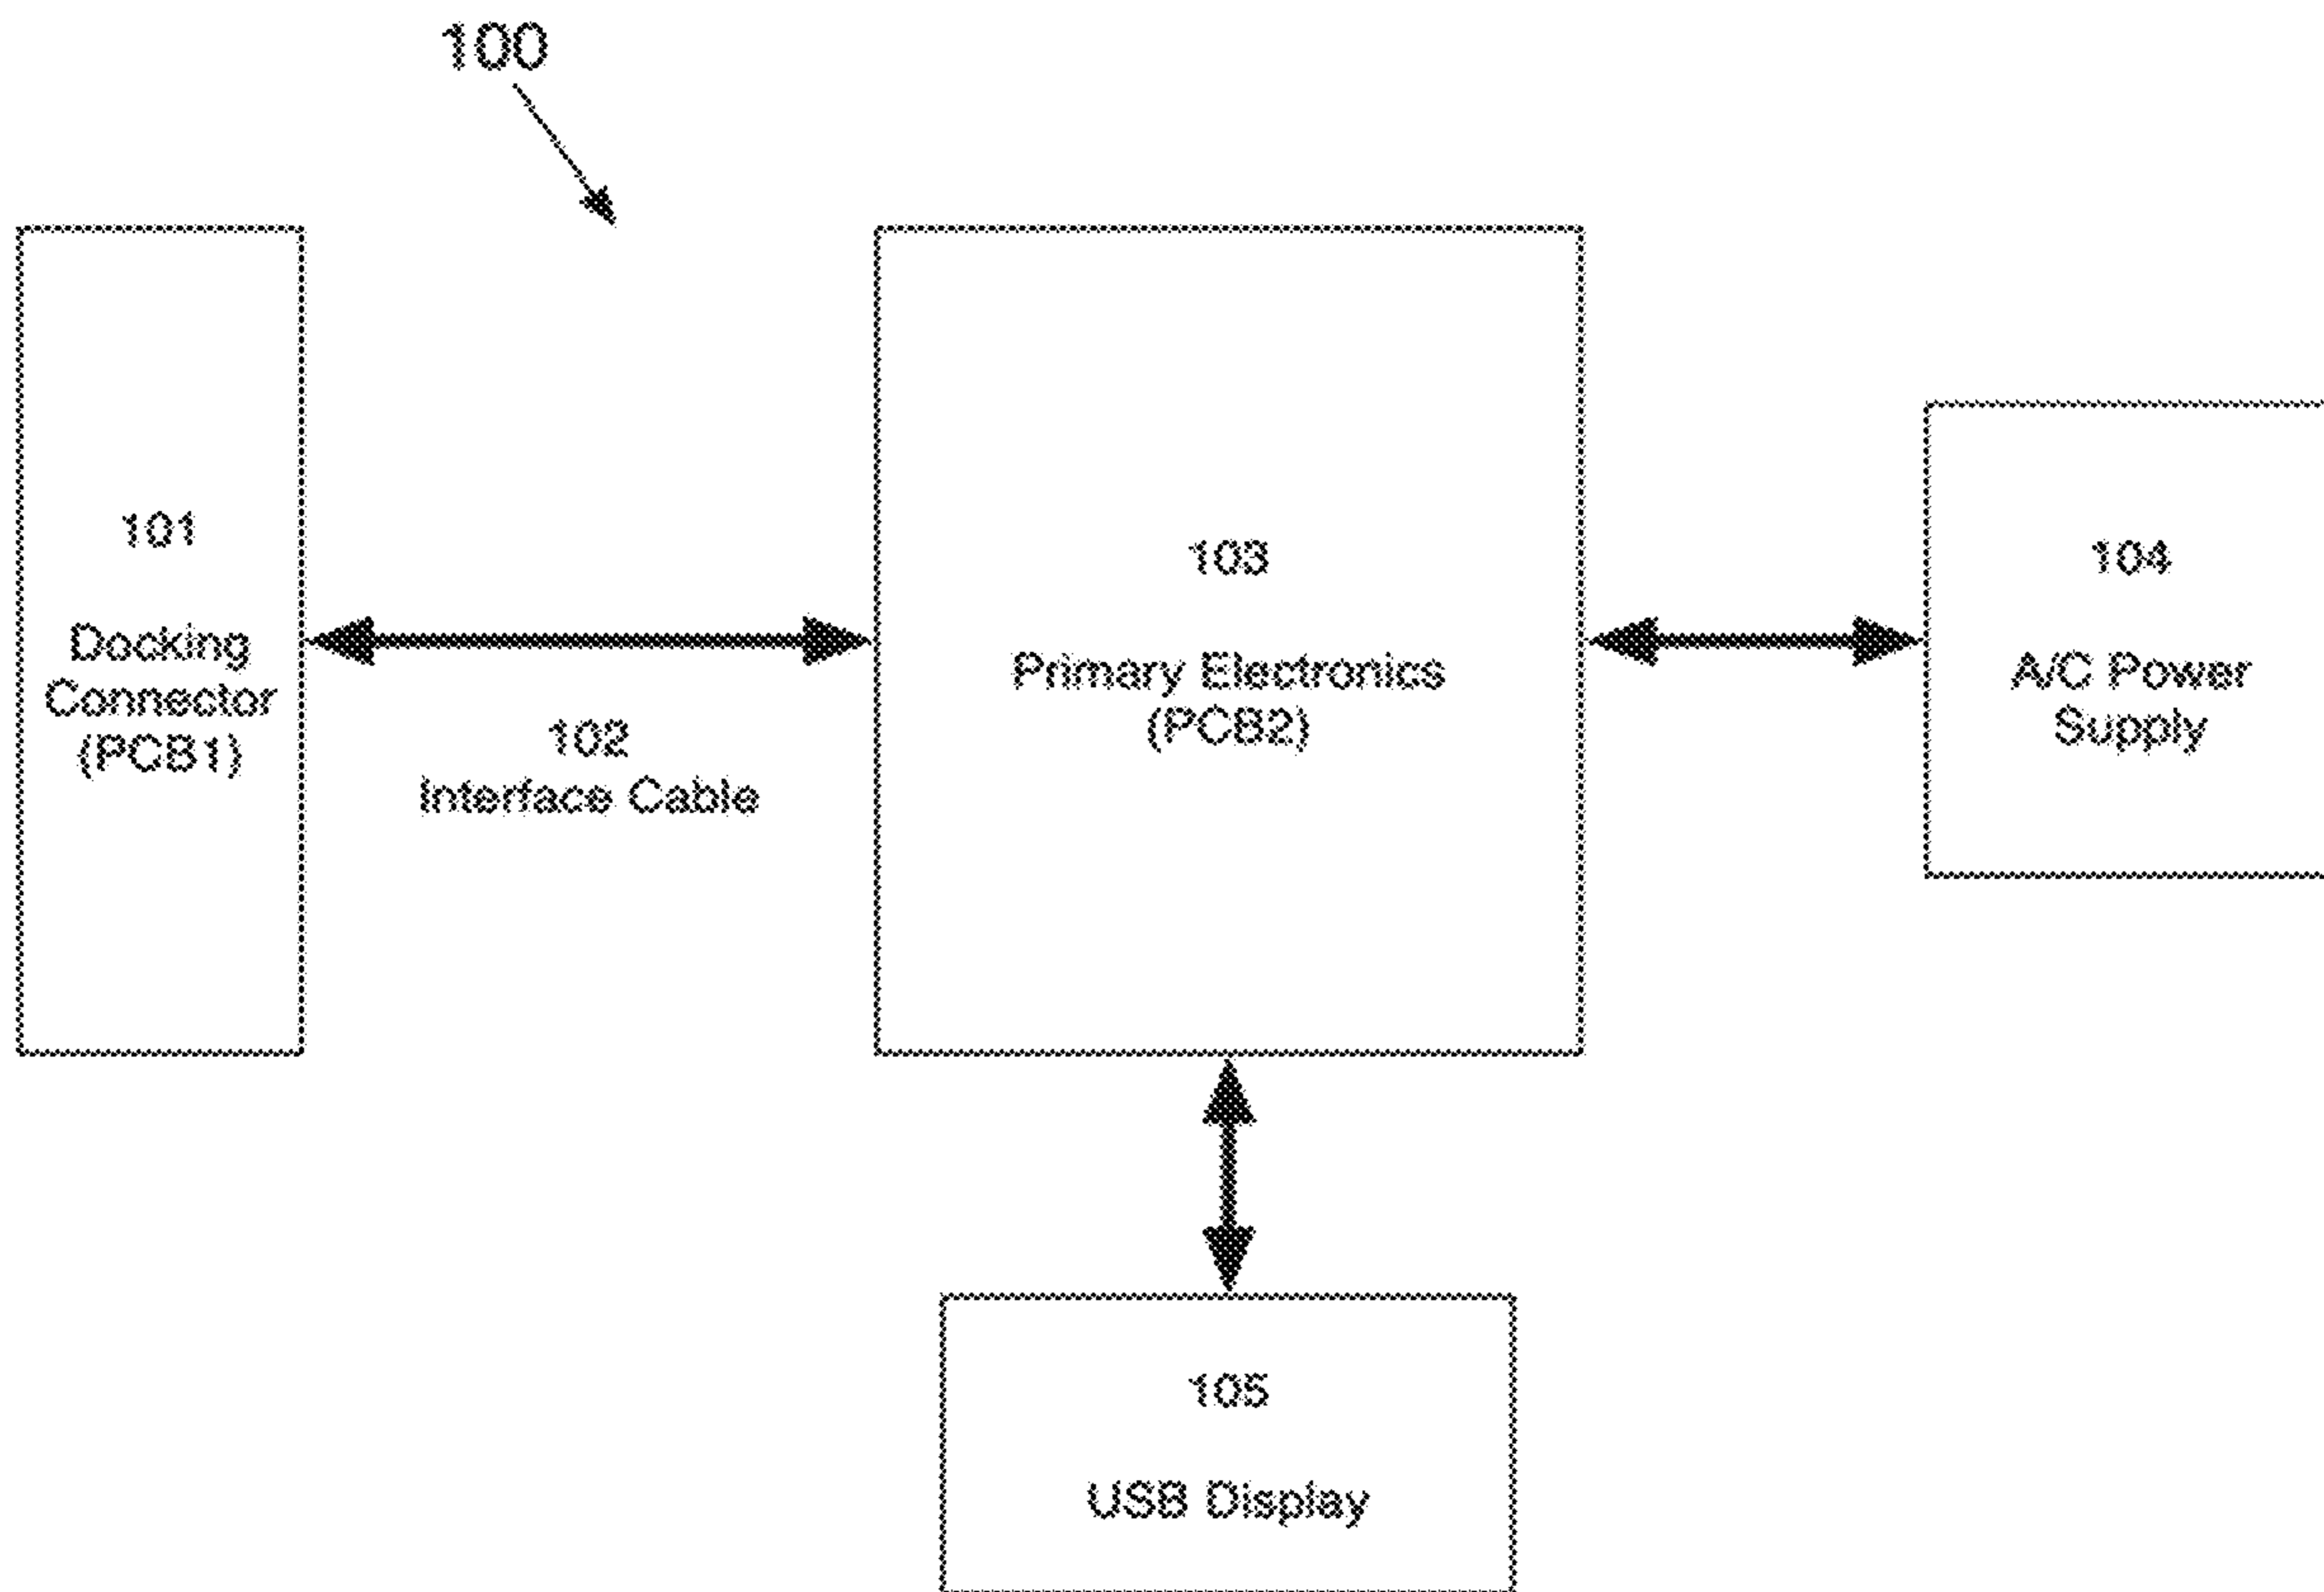 100
101
Docking
Connector
(PCB1)
102
Interface Cable
103
Primary Electronics
(PCB2)
104
A/C Power
Supply
105
USB Display